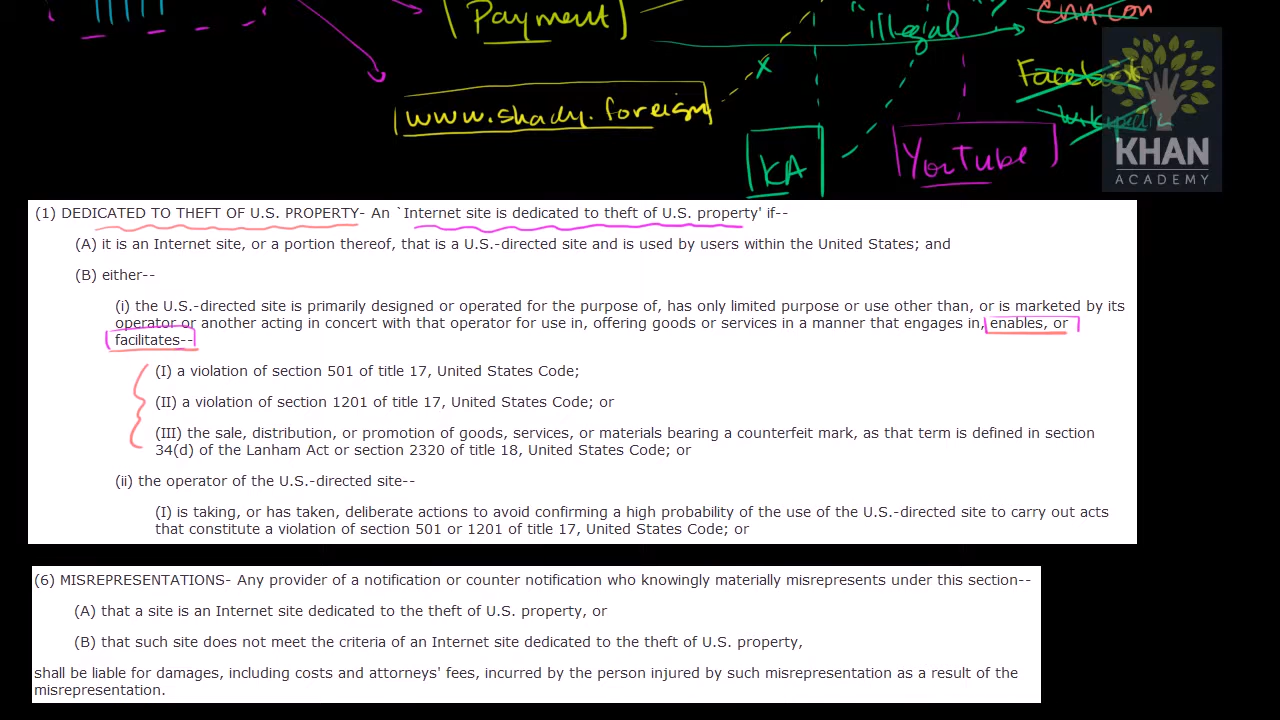 Payment
"Illegal"
cnn.com
Facebook
www.shady.foreign
Wikipedia
KA
YouTube
KHAN
ACADEMY
(1) DEDICATED TO THEFT OF U.S. PROPERTY- An `Internet site is dedicated to theft of U.S. property' if--
(A) it is an Internet site, or a portion thereof, that is a U.S.-directed site and is used by users within the United States; and
(B) either--
(i) the U.S.-directed site is primarily designed or operated for the purpose of, has only limited purpose or use other than, or is marketed by its
operator or another acting in concert with that operator for use in, offering goods or services in a manner that engages in, enables, or
facilitates--
(I) a violation of section 501 of title 17, United States Code;
(II) a violation of section 1201 of title 17, United States Code; or
(III) the sale, distribution, or promotion of goods, services, or materials bearing a counterfeit mark, as that term is defined in section
34(d) of the Lanham Act or section 2320 of title 18, United States Code; or
(ii) the operator of the U.S.-directed site--
(I) is taking, or has taken, deliberate actions to avoid confirming a high probability of the use of the U.S.-directed site to carry out acts
that constitute a violation of section 501 or 1201 of title 17, United States Code; or
(6) MISREPRESENTATIONS- Any provider of a notification or counter notification who knowingly materially misrepresents under this section--
(A) that a site is an Internet site dedicated to the theft of U.S. property, or
(B) that such site does not meet the criteria of an Internet site dedicated to the theft of U.S. property,
shall be liable for damages, including costs and attorneys' fees, incurred by the person injured by such misrepresentation as a result of the
misrepresentation.